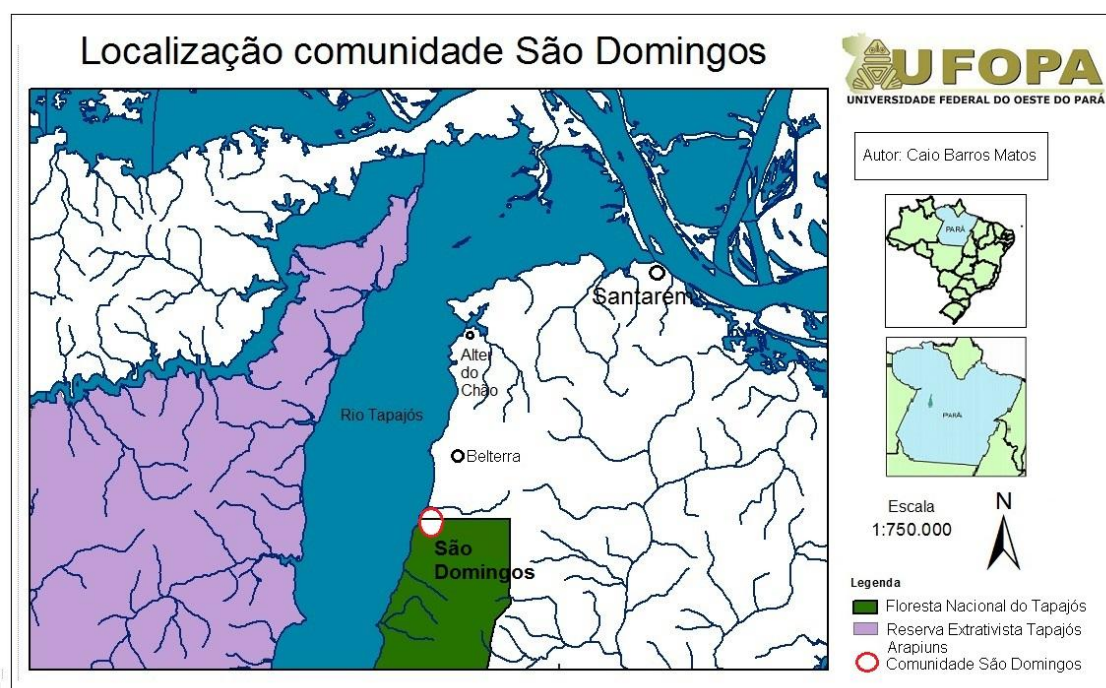 Localização comunidade São Domingos
UFOPA
UNIVERSIDADE FEDERAL DO OESTE DO PARÁ
Autor: Caio Barros Matos
PARÁ
Santarem
Alter
do
Chão
Rio Tapajós
Belterra
São
Domingos
PARÁ
Escala
1:750.000
N
Legenda
Floresta Nacional do Tapajós
Reserva Extrativista Tapajós
Arapiuns
Comunidade São Domingos